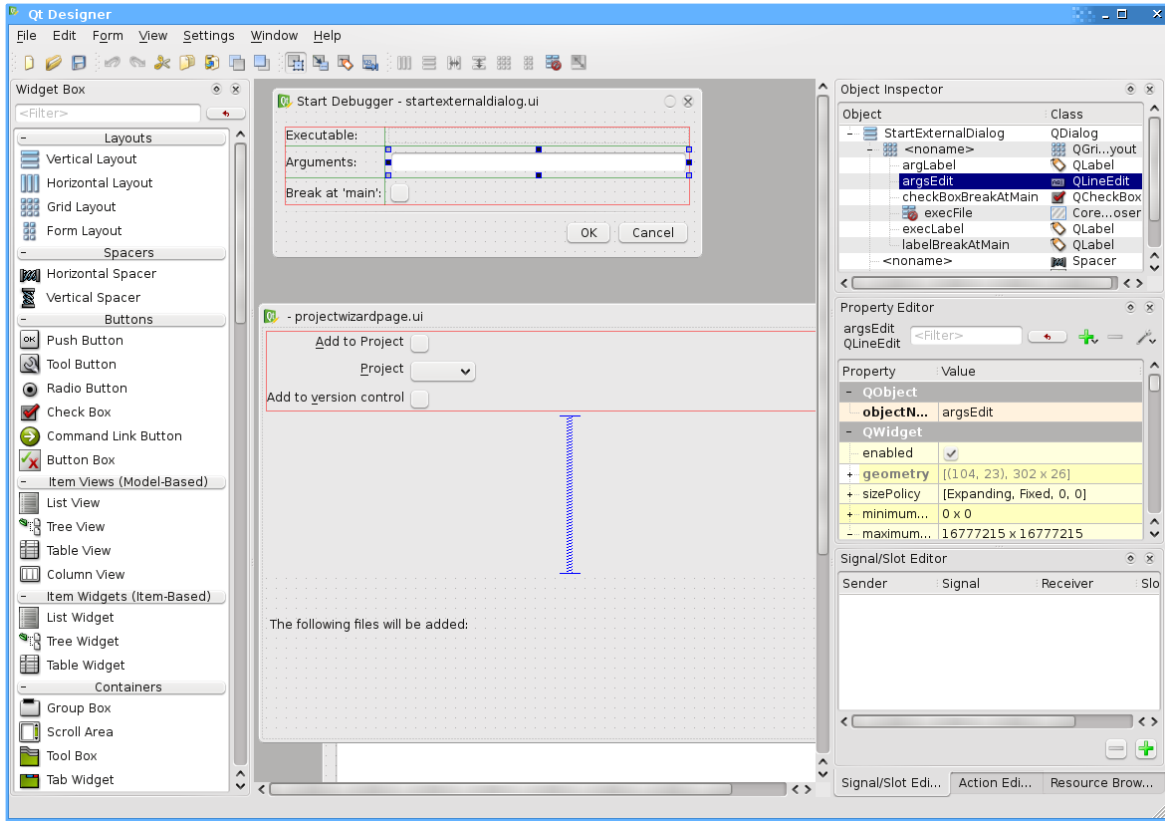 Qt Designer
File Edit Form View Settings Window Help
Widget Box
<Filter>
Layouts
Vertical Layout
Horizontal Layout
Grid Layout
Form Layout
Spacers
Horizontal Spacer
Vertical Spacer
Buttons
OK Push Button
Tool Button
Radio Button
Check Box
Command Link Button
Button Box
Item Views (Model-Based)
List View
Tree View
Table View
Column View
Item Widgets (Item-Based)
List Widget
Tree Widget
Table Widget
Containers
Group Box
Scroll Area
Tool Box
Tab Widget
Start Debugger - startexternaldialog.ui
Executable:
Arguments:
Break at 'main':
OK Cancel
- projectwizardpage.ui
Add to Project
Project
Add to version control
The following files will be added:
Object Inspector
Object Class
StartExternalDialog QDialog
<noname> QGri...yout
argLabel QLabel
argsEdit QLineEdit
checkBoxBreakAtMain QCheckBox
execFile Core...oser
execLabel QLabel
labelBreakAtMain QLabel
<noname> Spacer
Property Editor
argsEdit
QLineEdit
<Filter>
Property Value
QObject
objectN... argsEdit
QWidget
enabled
geometry [(104, 23), 302 x 26]
sizePolicy [Expanding, Fixed, 0, 0]
minimum... 0 x 0
maximum... 16777215 x 16777215
Signal/Slot Editor
Sender Signal Receiver Slo
Signal/Slot Edi... Action Edi... Resource Brow...